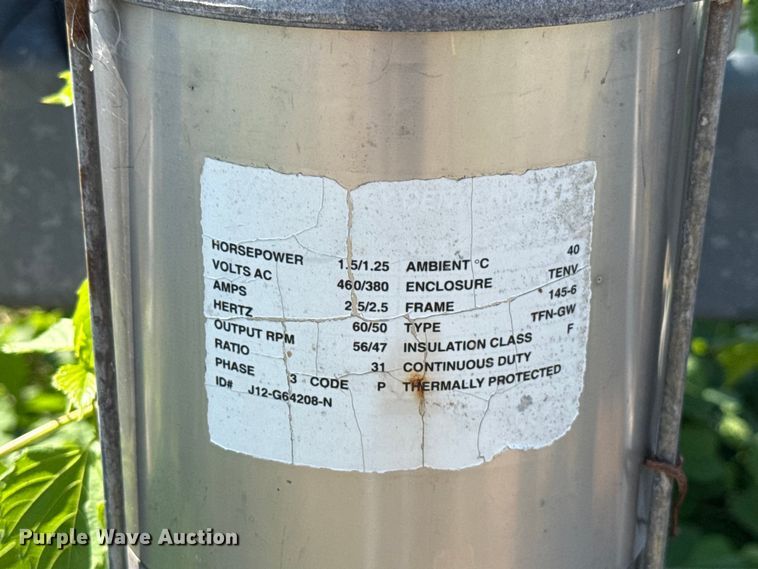 HORSEPOWER 1.5/1.25 AMBIENT °C 40
VOLTS AC 460/380 ENCLOSURE TENV
AMPS 2.5/2.5 FRAME 145-6
HERTZ 60/50 TYPE TFN-GW
OUTPUT RPM 56/47 INSULATION CLASS F
RATIO 31 CONTINUOUS DUTY
PHASE 3 CODE P THERMALLY PROTECTED
ID# J12-G64208-N
Purple Wave Auction